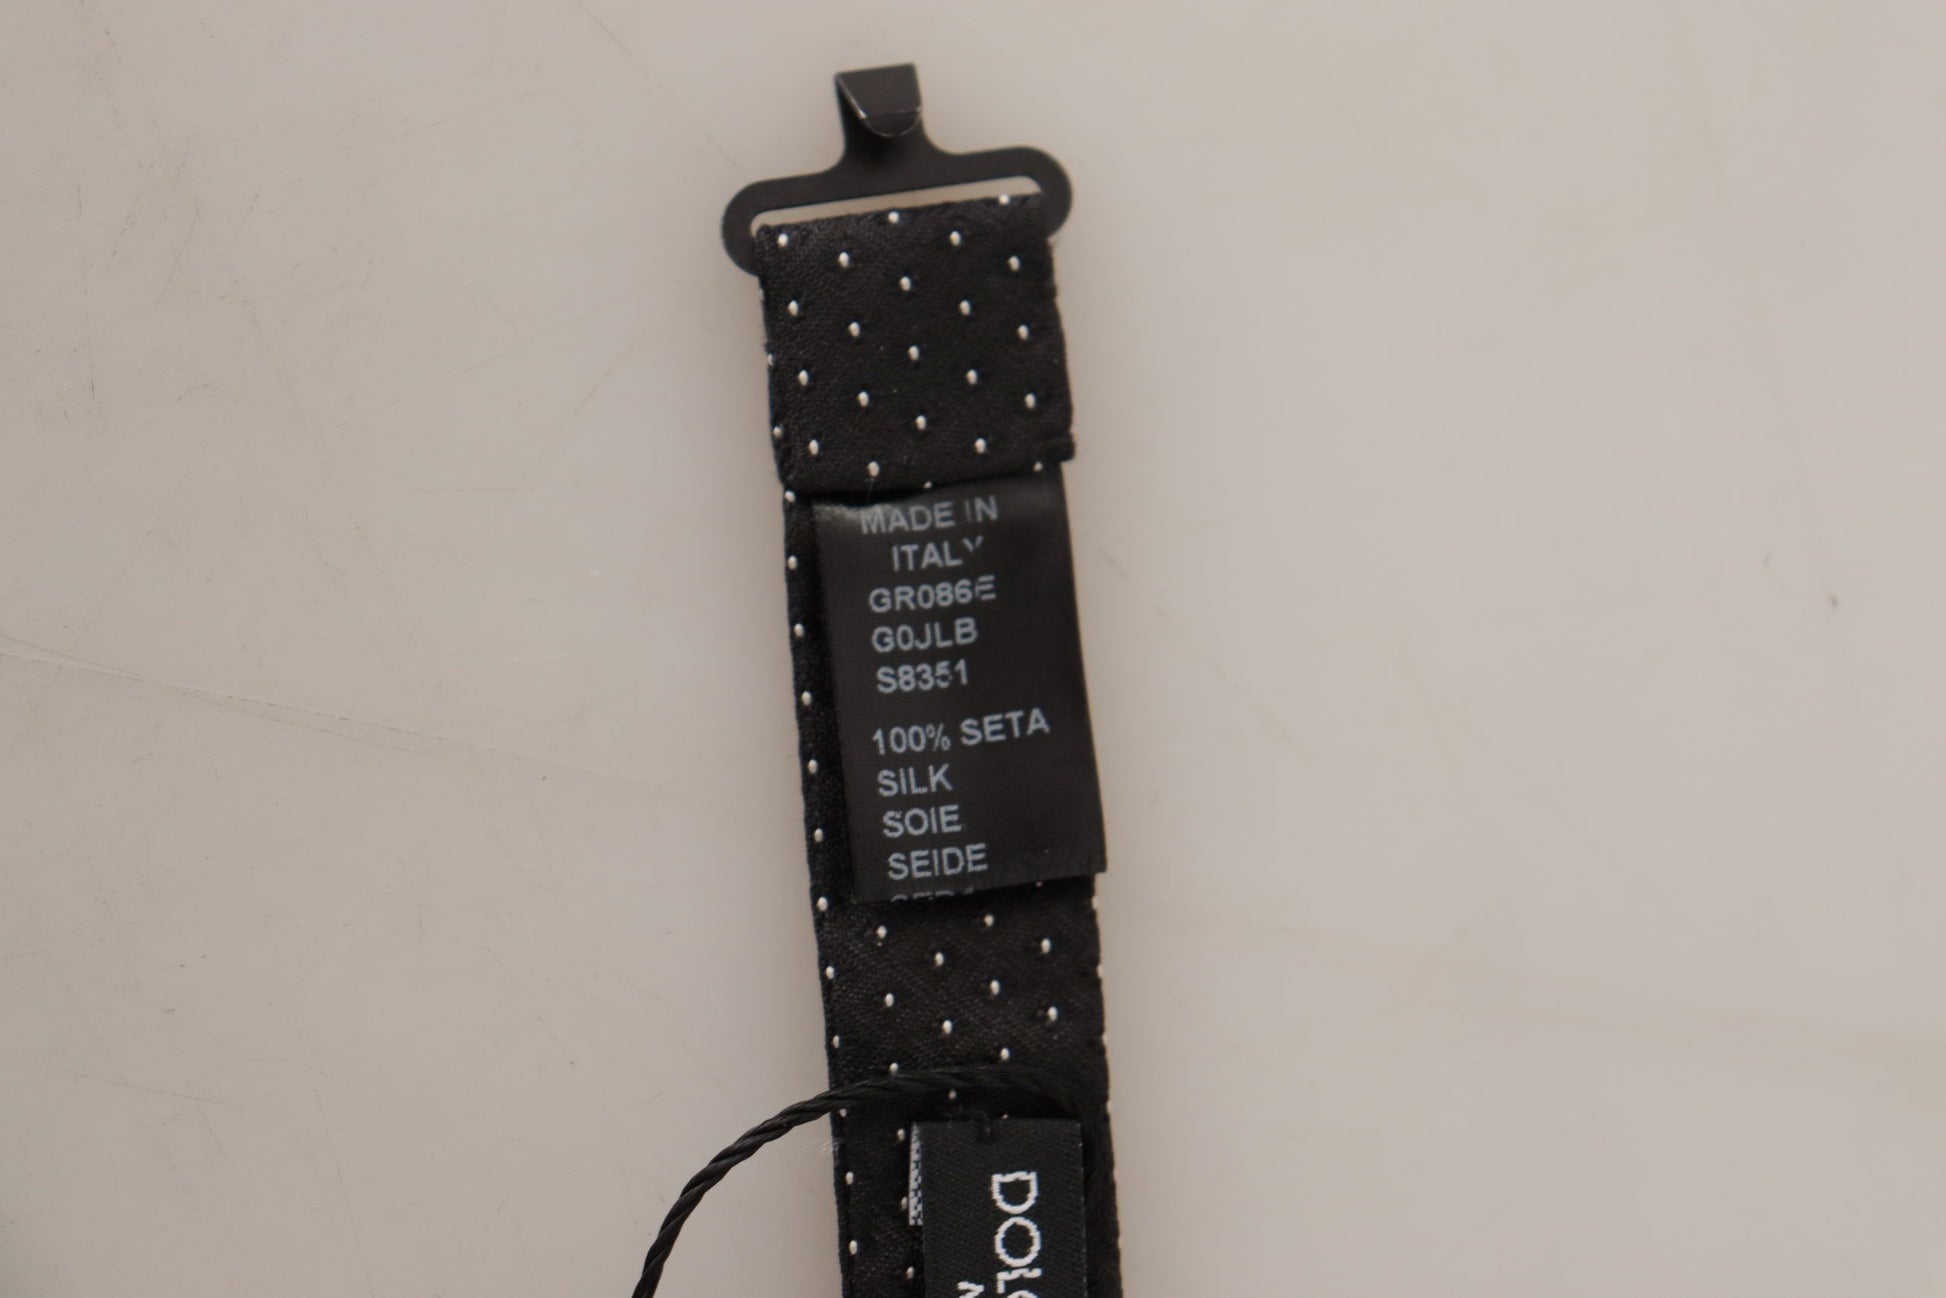 MADE IN
ITALY
GR086E
G0JLB
S8351
100% SETA
SILK
SOIE
SEIDE